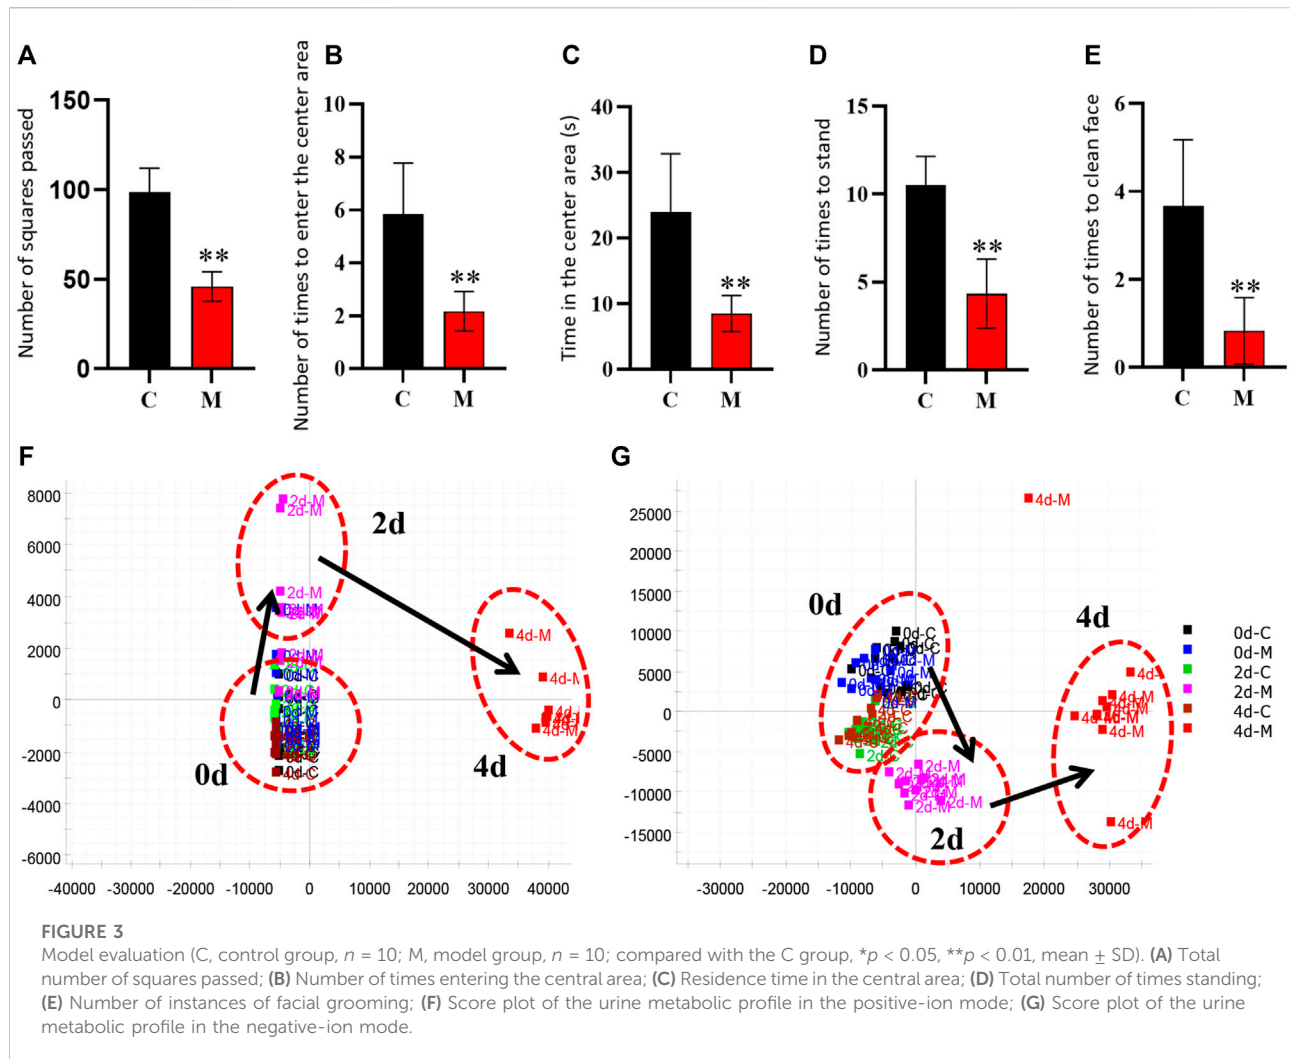 A
B
C
D
E
Number of squares passed
150
100
50
0
**
C
M
Number of times to enter the center area
10
8
6
4
2
0
**
C
M
Time in the center area (s)
40
30
20
10
0
**
C
M
Number of times to stand
15
10
5
0
**
C
M
Number of times to clean face
6
4
2
0
**
C
M
F
8000
6000
4000
2000
0
-2000
-4000
-6000
-40000
-30000
-20000
-10000
0
10000
20000
30000
40000
2d-M
2d-M
2d
2d-M
0d
0d-C
4d-C
4d-M
4d-M
4d-M
4d
G
25000
20000
15000
10000
5000
0
-5000
-10000
-15000
-30000
-20000
-10000
0
10000
20000
30000
4d-M
0d
0d-C
2d-C
2d-M
2d-M
2d-M
2d
4d
4d-M
4d-M
4d-M
0d-C
0d-M
2d-C
2d-M
4d-C
4d-M
FIGURE 3
Model evaluation (C, control group, n = 10; M, model group, n = 10; compared with the C group, *p < 0.05, **p < 0.01, mean ± SD). (A) Total
number of squares passed; (B) Number of times entering the central area; (C) Residence time in the central area; (D) Total number of times standing;
(E) Number of instances of facial grooming; (F) Score plot of the urine metabolic profile in the positive-ion mode; (G) Score plot of the urine
metabolic profile in the negative-ion mode.